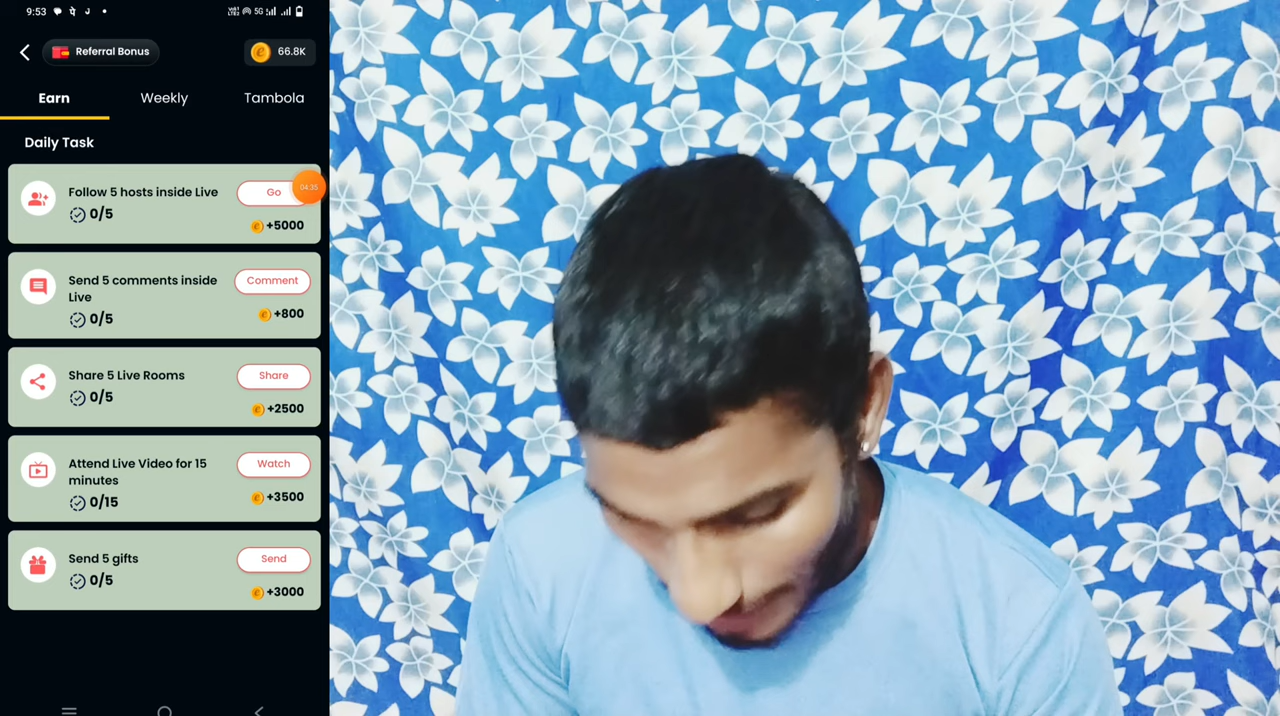 9:53
5G
Referral Bonus
66.8K
Earn
Weekly
Tambola
Daily Task
Follow 5 hosts inside Live
Go
04:35
0/5
+5000
Send 5 comments inside
Live
Comment
0/5
+800
Share 5 Live Rooms
Share
0/5
+2500
Attend Live Video for 15
minutes
Watch
0/15
+3500
Send 5 gifts
Send
0/5
+3000